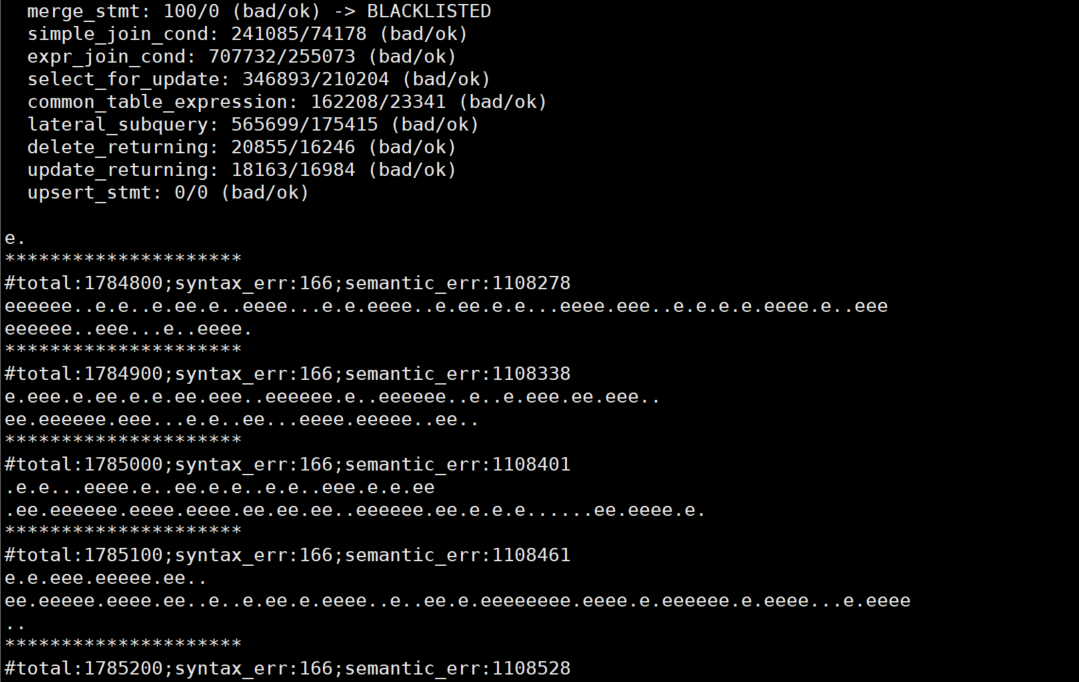 merge_stmt: 100/0 (bad/ok) -> BLACKLISTED
simple_join_cond: 241085/74178 (bad/ok)
expr_join_cond: 707732/255073 (bad/ok)
select_for_update: 346893/210204 (bad/ok)
common_table_expression: 162208/23341 (bad/ok)
lateral_subquery: 565699/175415 (bad/ok)
delete_returning: 20855/16246 (bad/ok)
update_returning: 18163/16984 (bad/ok)
upsert_stmt: 0/0 (bad/ok)
e.
*********************
#total:1784800;syntax_err:166;semantic_err:1108278
eeeeee..e.e..e.ee.e..eeee...e.e.eeee..e.ee.e.e...eeee.eee..e.e.e.e.eeee.e..eee
eeeeee..eee...e..eeee.
*********************
#total:1784900;syntax_err:166;semantic_err:1108338
e.eee.e.ee.e.e.ee.eee..eeeeee.e..eeeeee..e..e.eee.ee.eee..
ee.eeeeee.eee...e.e..ee...eeee.eeeee..ee..
*********************
#total:1785000;syntax_err:166;semantic_err:1108401
.e.e...eeee.e..ee.e.e..e.e..eee.e.e.ee
.ee.eeeeee.eeee.eeee.ee.ee.ee..eeeeee.ee.e.e.e......ee.eeee.e.
*********************
#total:1785100;syntax_err:166;semantic_err:1108461
e.e.eee.eeeee.ee..
ee.eeeee.eeee.ee..e..e.ee.e.eeee..e..ee.e.eeeeeeee.eeee.e.eeeeee.e.eeee...e.eeee
..
*********************
#total:1785200;syntax_err:166;semantic_err:1108528